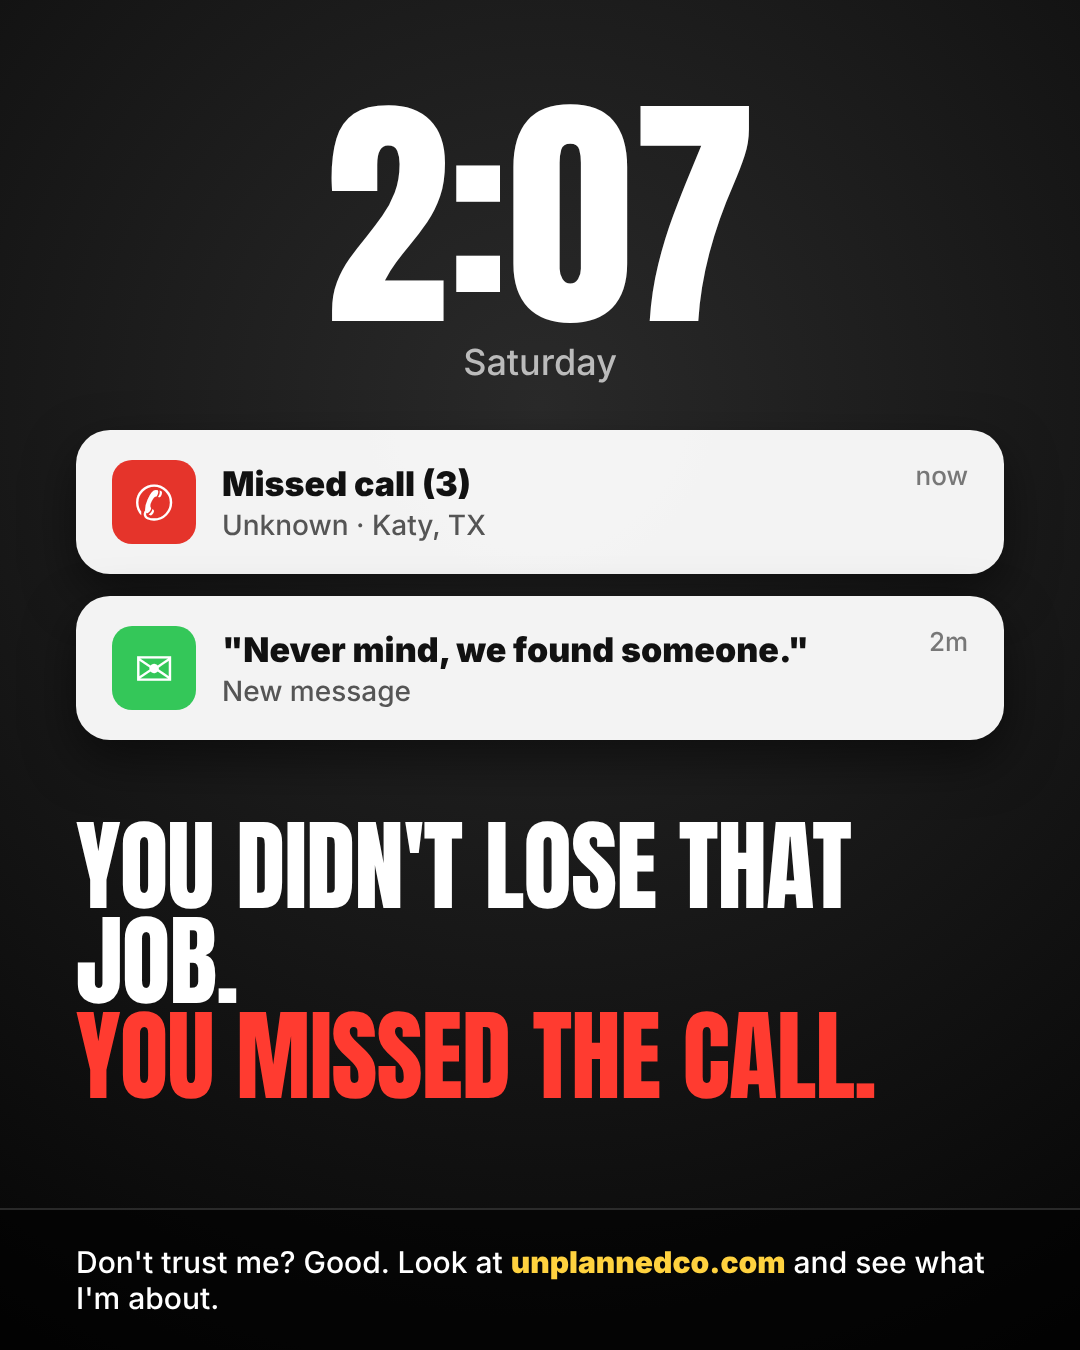 2:07
Saturday
Missed call (3)
now
Unknown · Katy, TX
"Never mind, we found someone."
2m
New message
YOU DIDN'T LOSE THAT
JOB.
YOU MISSED THE CALL.
Don't trust me? Good. Look at unplannedco.com and see what
I'm about.